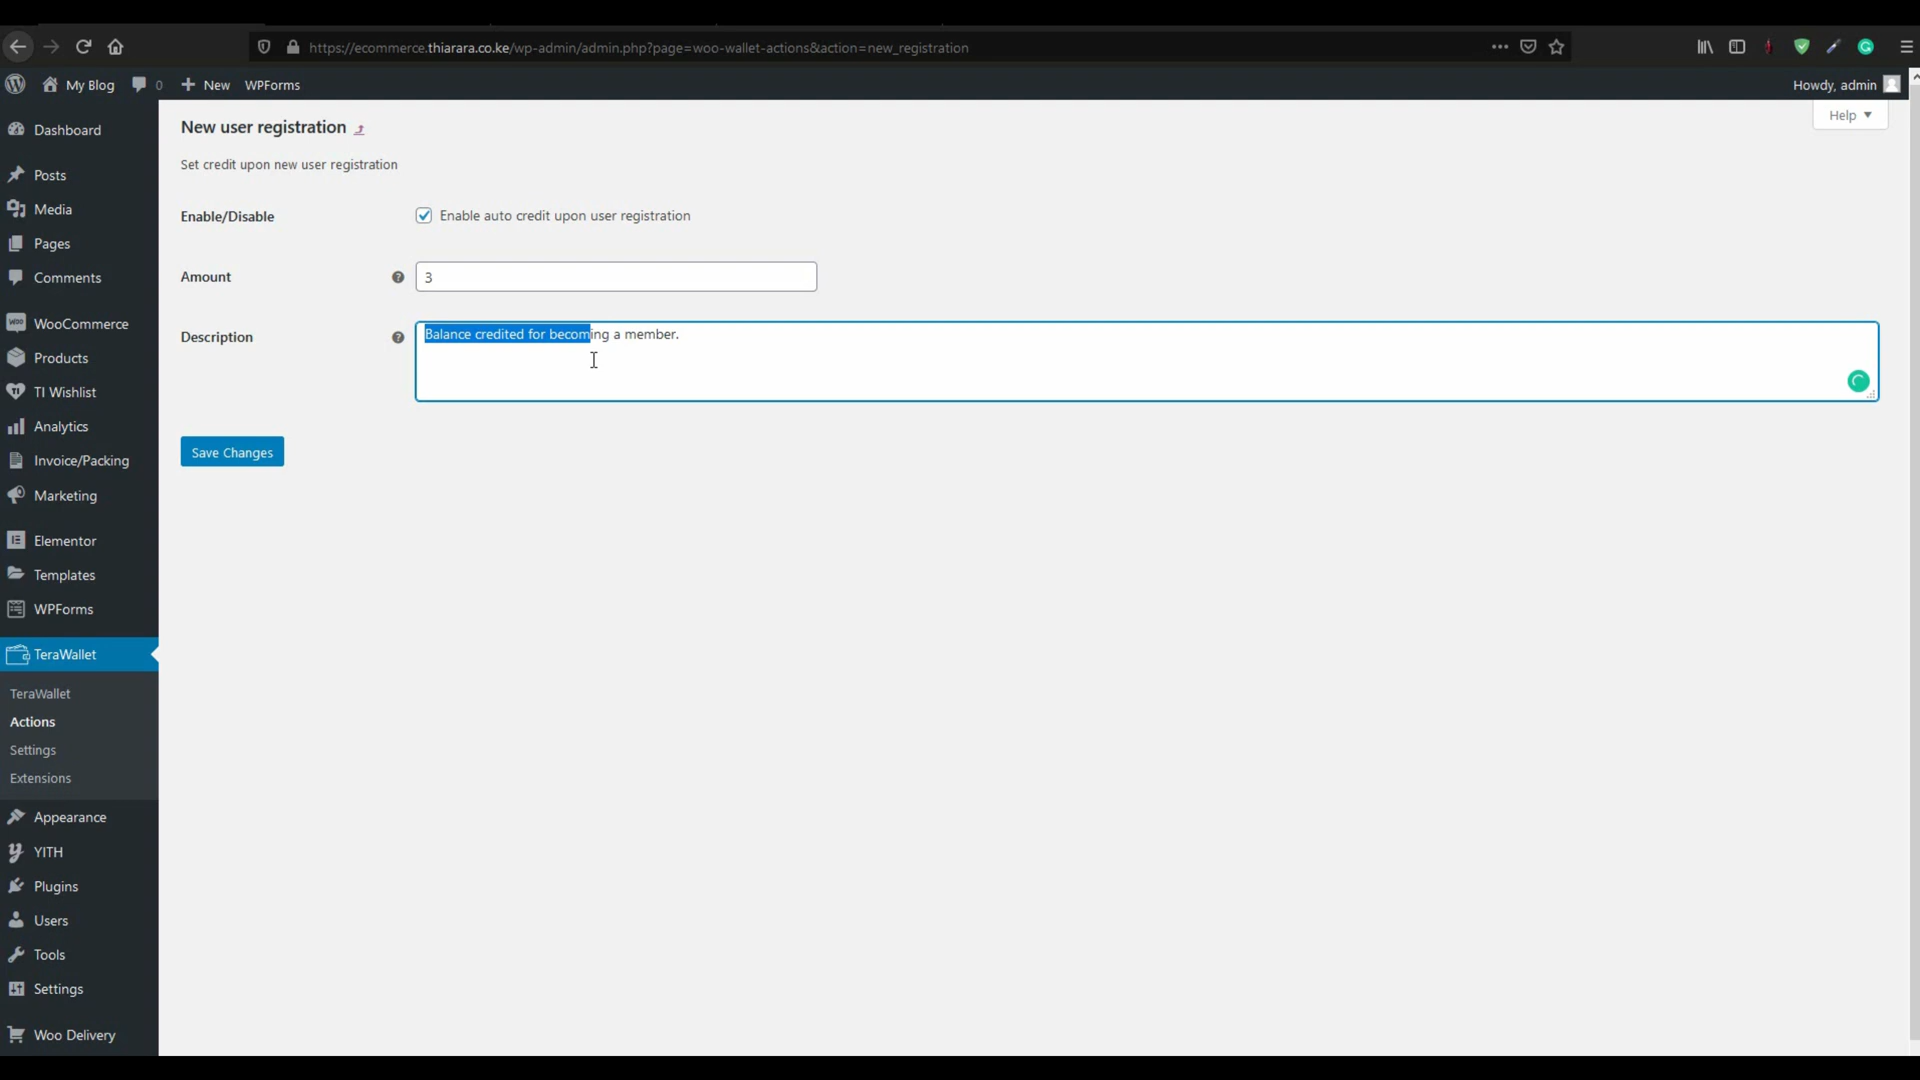 https://ecommerce.thiarara.co.ke/wp-admin/admin.php?page=woo-wallet-actions&action=new_registration
My Blog 0 New WPForms Howdy, admin
Help
Dashboard
Posts
Media
Pages
Comments
WooCommerce
Products
TI Wishlist
Analytics
Invoice/Packing
Marketing
Elementor
Templates
WPForms
TeraWallet
TeraWallet
Actions
Settings
Extensions
Appearance
YITH
Plugins
Users
Tools
Settings
Woo Delivery
New user registration
Set credit upon new user registration
Enable/Disable Enable auto credit upon user registration
Amount 3
Description Balance credited for becoming a member.
Save Changes